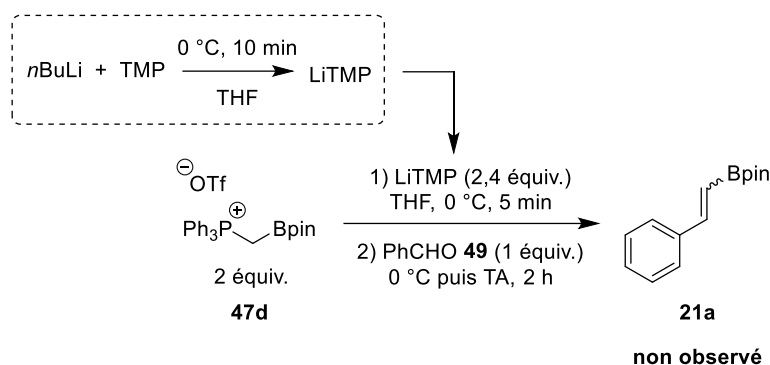 0 °C, 10 min
nBuLi + TMP
LiTMP
THF
⊖
OTf
⊕
Ph3P
Bpin
2 équiv.
47d
1) LiTMP (2,4 équiv.)
THF, 0 °C, 5 min
2) PhCHO 49 (1 équiv.)
0 °C puis TA, 2 h
Bpin
21a
non observé